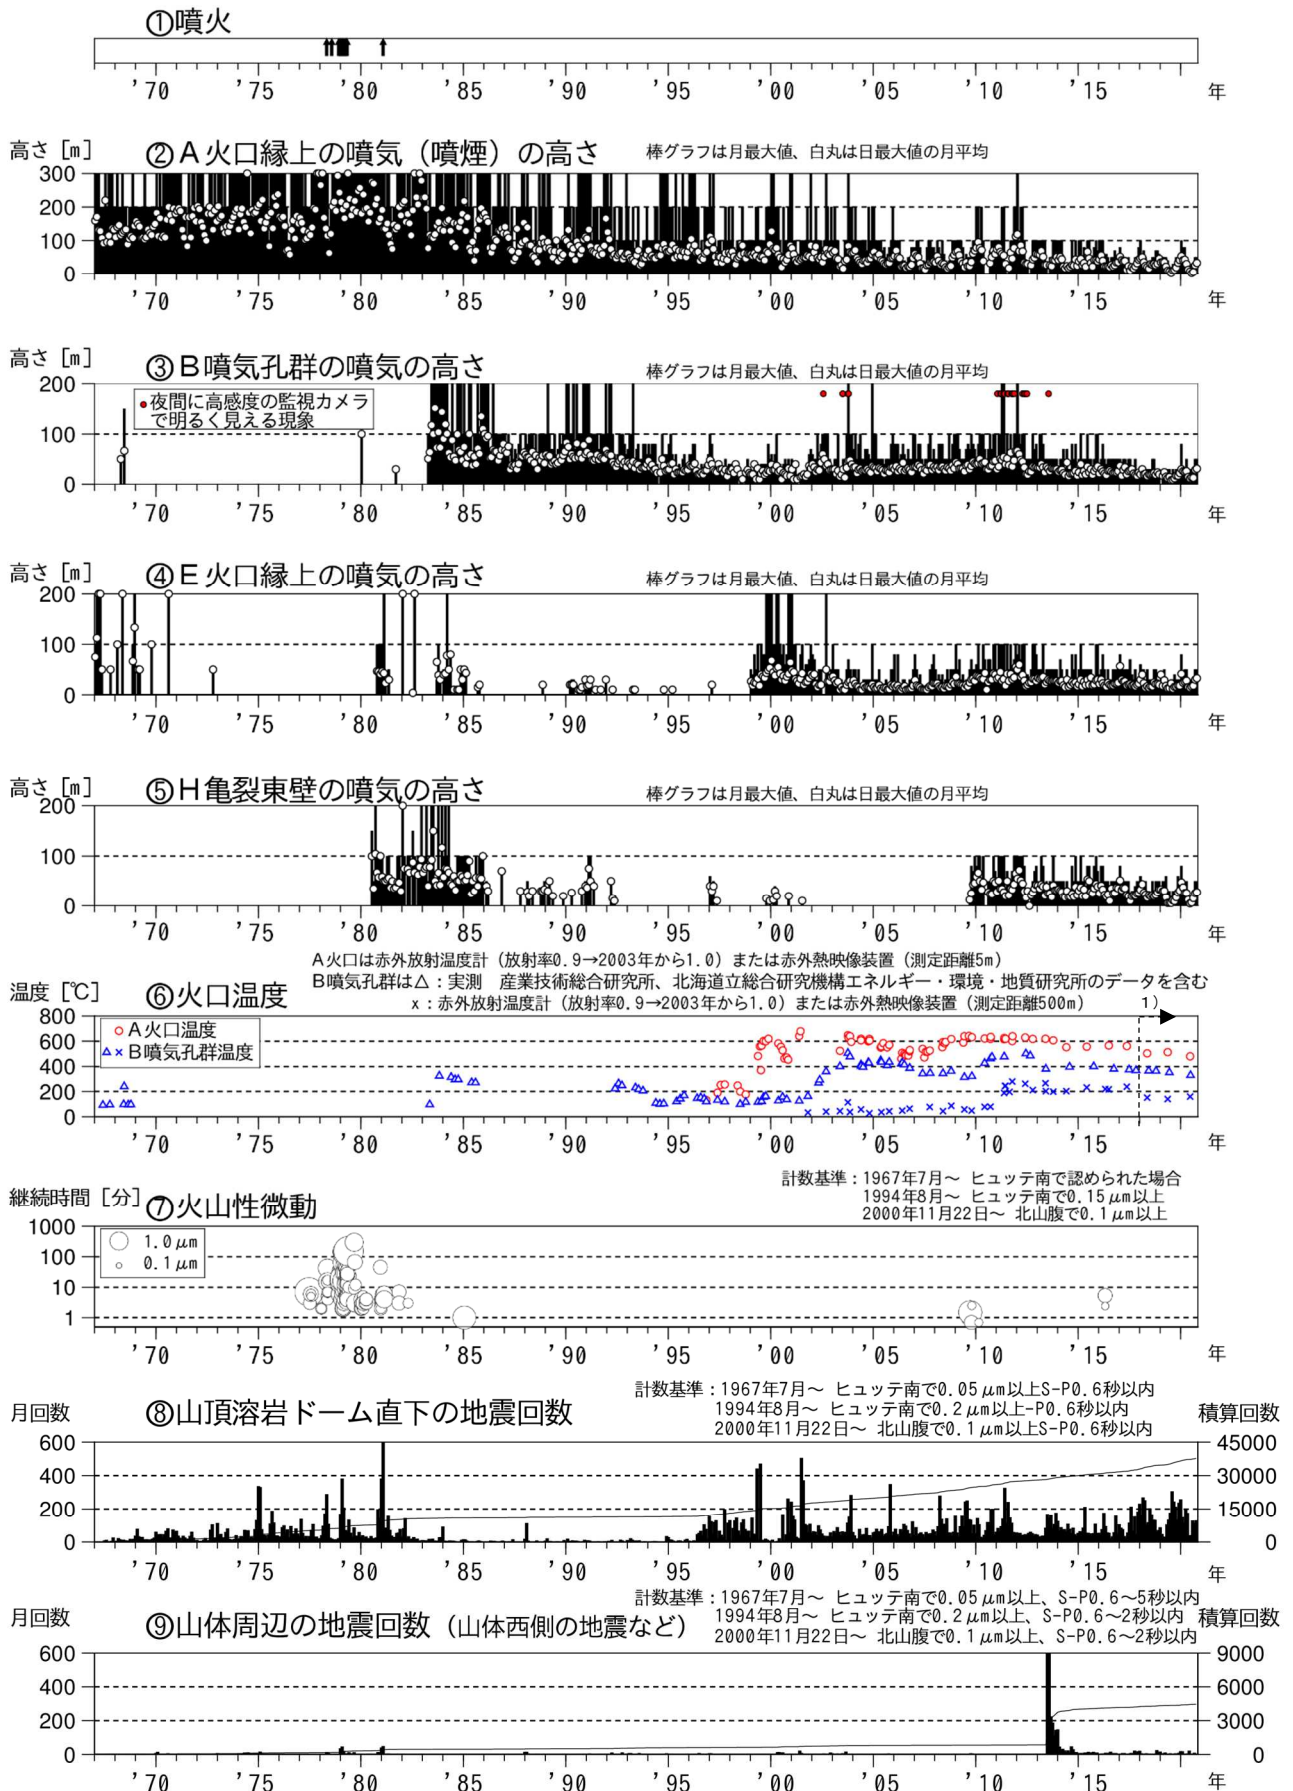 ①噴火
'70 '75 '80 '85 '90 '95 '00 '05 '10 '15 年
高さ［m］ ②A火口縁上の噴気（噴煙）の高さ 棒グラフは月最大値、白丸は日最大値の月平均
300
200
100
0
'70 '75 '80 '85 '90 '95 '00 '05 '10 '15 年
高さ［m］ ③B噴気孔群の噴気の高さ 棒グラフは月最大値、白丸は日最大値の月平均
200
●夜間に高感度の監視カメラ
で明るく見える現象
100
0
'70 '75 '80 '85 '90 '95 '00 '05 '10 '15 年
高さ［m］ ④E火口縁上の噴気の高さ 棒グラフは月最大値、白丸は日最大値の月平均
200
100
0
'70 '75 '80 '85 '90 '95 '00 '05 '10 '15 年
高さ［m］ ⑤H亀裂東壁の噴気の高さ 棒グラフは月最大値、白丸は日最大値の月平均
200
100
0
'70 '75 '80 '85 '90 '95 '00 '05 '10 '15 年
A火口は赤外放射温度計（放射率0.9→2003年から1.0）または赤外熱映像装置（測定距離5m）
B噴気孔群は△：実測　産業技術総合研究所、北海道立総合研究機構エネルギー・環境・地質研究所のデータを含む
x：赤外放射温度計（放射率0.9→2003年から1.0）または赤外熱映像装置（測定距離500m）
温度［℃］ ⑥火口温度 1)
800
○ A火口温度
600
△ × B噴気孔群温度
400
200
0
'70 '75 '80 '85 '90 '95 '00 '05 '10 '15 年
計数基準：1967年7月～ ヒュッテ南で認められた場合
1994年8月～ ヒュッテ南で0.15μm以上
2000年11月22日～ 北山腹で0.1μm以上
継続時間［分］ ⑦火山性微動
1000
1.0μm
100
0.1μm
10
1
'70 '75 '80 '85 '90 '95 '00 '05 '10 '15 年
計数基準：1967年7月～ ヒュッテ南で0.05μm以上S-P0.6秒以内
1994年8月～ ヒュッテ南で0.2μm以上-P0.6秒以内
2000年11月22日～ 北山腹で0.1μm以上S-P0.6秒以内
月回数 ⑧山頂溶岩ドーム直下の地震回数 積算回数
600 45000
400 30000
200 15000
0 0
'70 '75 '80 '85 '90 '95 '00 '05 '10 '15 年
計数基準：1967年7月～ ヒュッテ南で0.05μm以上、S-P0.6～5秒以内
1994年8月～ ヒュッテ南で0.2μm以上、S-P0.6～2秒以内
2000年11月22日～ 北山腹で0.1μm以上、S-P0.6～2秒以内
月回数 ⑨山体周辺の地震回数（山体西側の地震など） 積算回数
600 9000
400 6000
200 3000
0 0
'70 '75 '80 '85 '90 '95 '00 '05 '10 '15 年